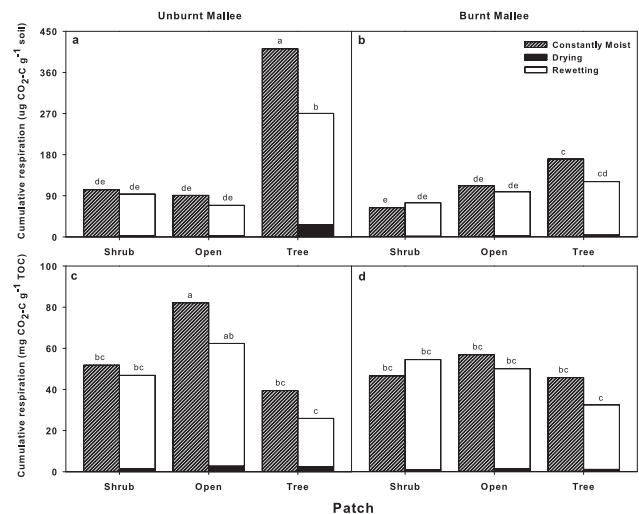 Unburnt Mallee
Burnt Mallee
Cumulative respiration (ug CO2-C g-1 soil)
450
360
270
180
90
0
a
de
de
de
de
a
b
Shrub
Open
Tree
b
Constantly Moist
Drying
Rewetting
e
de
de
de
c
cd
Shrub
Open
Tree
Cumulative respiration (mg CO2-C g-1 TOC)
100
80
60
40
20
0
c
bc
bc
a
ab
bc
c
Shrub
Open
Tree
d
bc
bc
bc
bc
bc
c
Shrub
Open
Tree
Patch